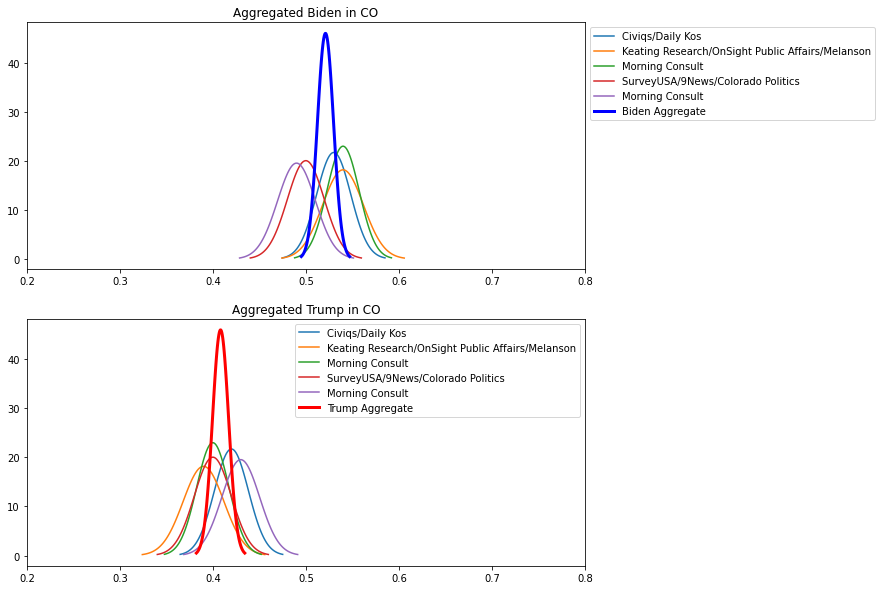 Aggregated Biden in CO
40
30
20
10
0
0.2 0.3 0.4 0.5 0.6 0.7 0.8
Civiqs/Daily Kos
Keating Research/OnSight Public Affairs/Melanson
Morning Consult
SurveyUSA/9News/Colorado Politics
Morning Consult
Biden Aggregate
Aggregated Trump in CO
40
30
20
10
0
0.2 0.3 0.4 0.5 0.6 0.7 0.8
Civiqs/Daily Kos
Keating Research/OnSight Public Affairs/Melanson
Morning Consult
SurveyUSA/9News/Colorado Politics
Morning Consult
Trump Aggregate